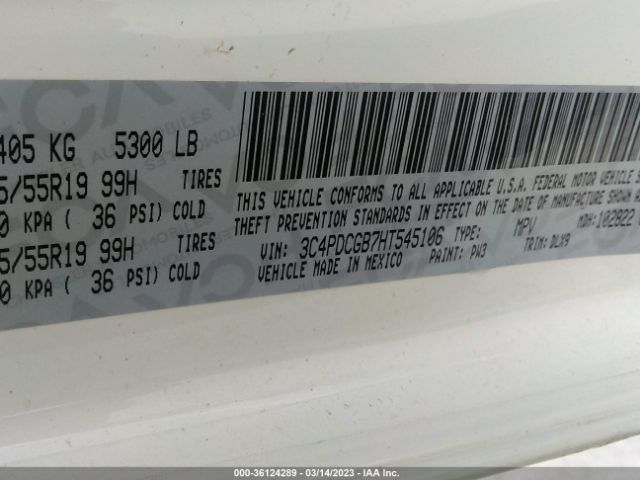 405 KG 5300 LB
5/55R19 99H TIRES
0 KPA ( 36 PSI) COLD
5/55R19 99H TIRES
0 KPA ( 36 PSI) COLD
THIS VEHICLE CONFORMS TO ALL APPLICABLE U.S.A. FEDERAL MOTOR VEHICLE
THEFT PREVENTION STANDARDS IN EFFECT ON THE DATE OF MANUFACTURE SHOWN
VIN: 3C4PDCGB7HT545106 TYPE: MPV MDH: 102922
VEHICLE MADE IN MEXICO PAINT: PW3 TRIM: DLX9
000-36124289 - 03/14/2023 - IAA Inc.